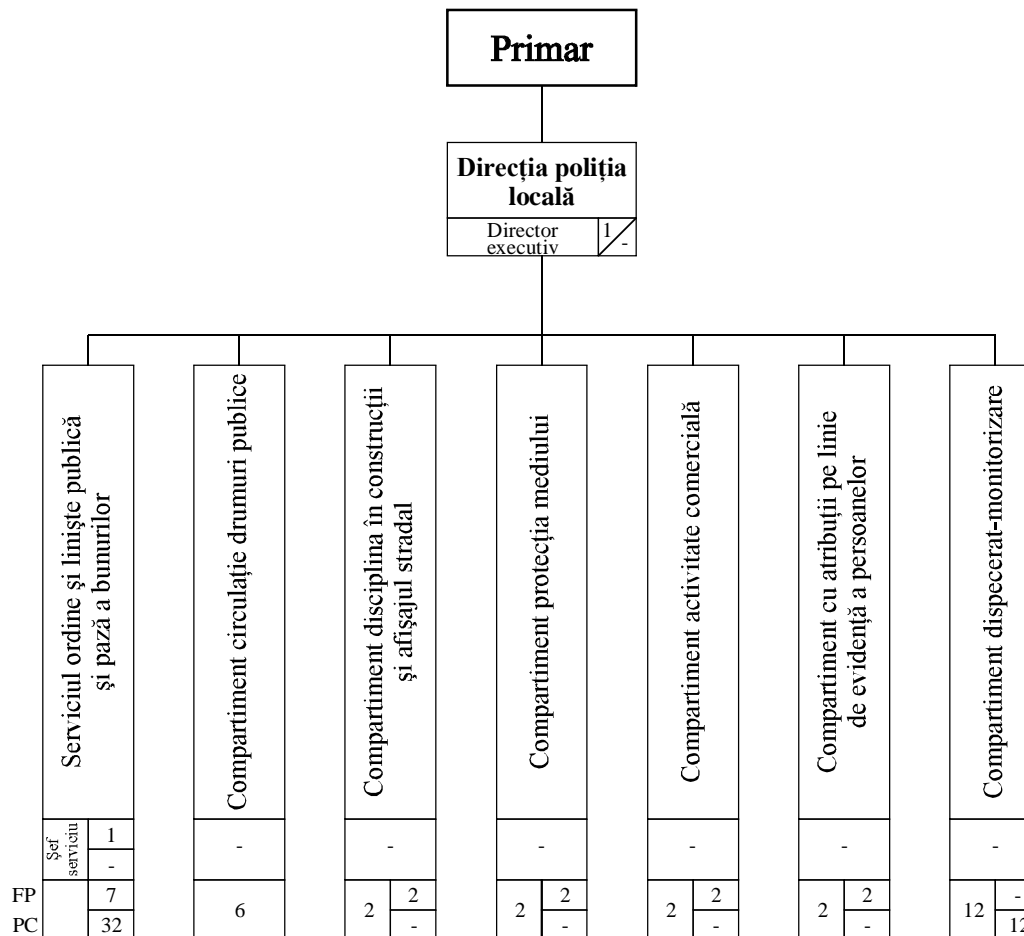 Primar
Direcția poliția
locală
Director
executiv
1
-
Serviciul ordine și linişte publică
și pază a bunurilor
Compartiment circulație drumuri publice
Compartiment disciplina în construcții
și afişajul stradal
Compartiment protecția mediului
Compartiment activitate comercială
Compartiment cu atribuții pe linie
de evidență a persoanelor
Compartiment dispecerat-monitorizare
Şef
serviciu
1
-
-
-
-
-
-
-
FP
PC
7
32
6
2
2
-
2
2
-
2
2
-
2
2
-
12
-
12